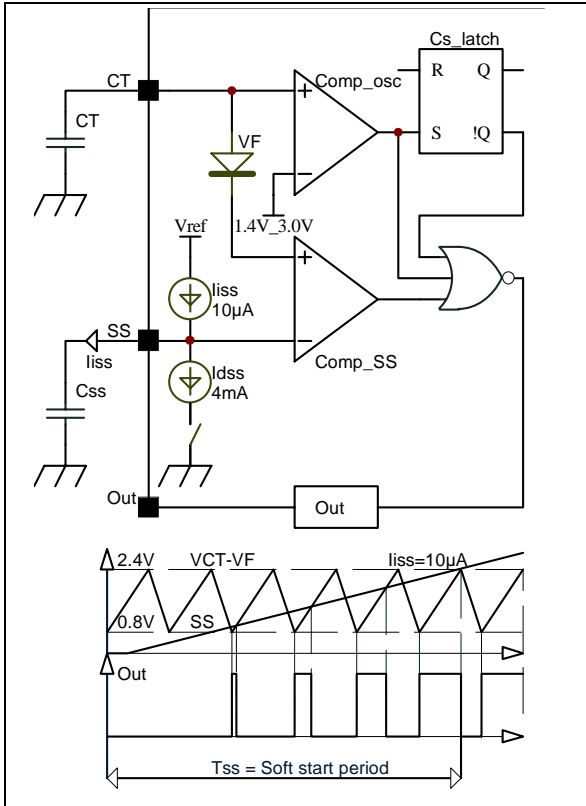 Cs_latch
CT
Comp_osc
R Q
CT
VF
S !Q
Vref
1.4V_3.0V
Iiss
10µA
SS
Iiss
Comp_SS
Idss
4mA
Css
Out
Out
2.4V VCT-VF Iiss=10µA
0.8V SS
Out
Tss = Soft start period